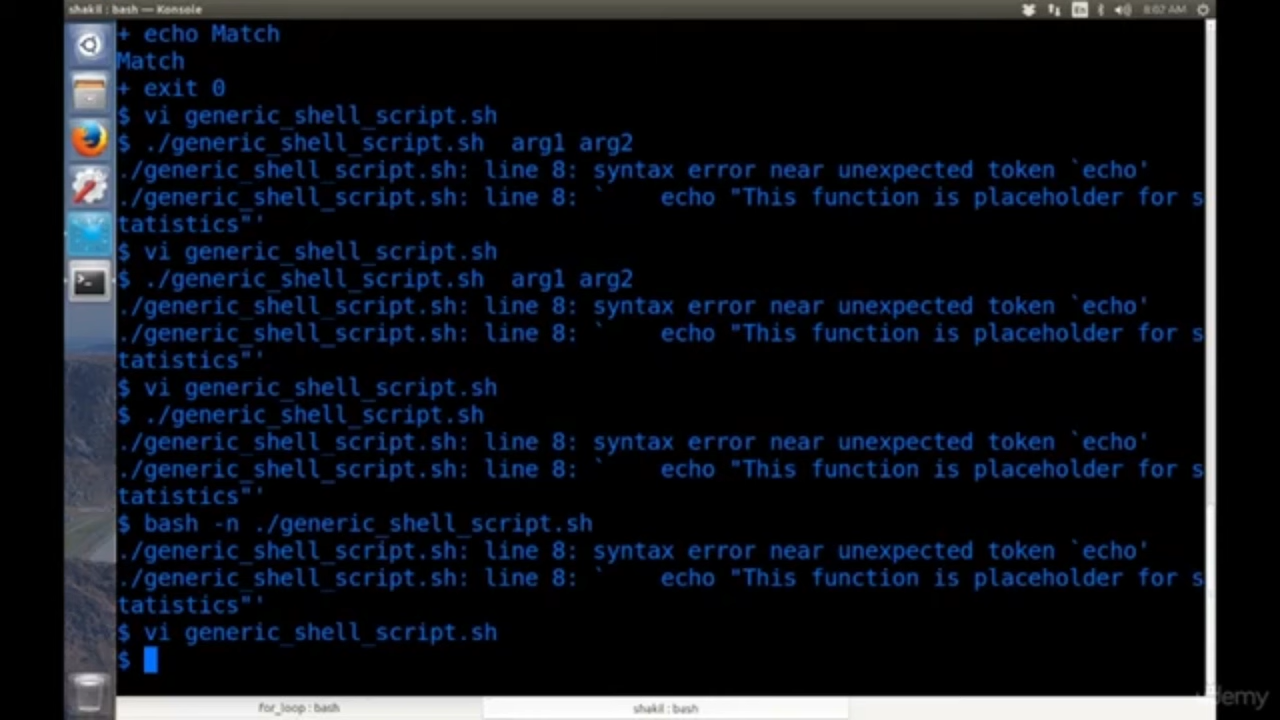 shakil : bash — Konsole
En
8:02 AM
+ echo Match
Match
+ exit 0
$ vi generic_shell_script.sh
$ ./generic_shell_script.sh  arg1 arg2
./generic_shell_script.sh: line 8: syntax error near unexpected token `echo'
./generic_shell_script.sh: line 8: `    echo "This function is placeholder for s
tatistics"'
$ vi generic_shell_script.sh
$ ./generic_shell_script.sh  arg1 arg2
./generic_shell_script.sh: line 8: syntax error near unexpected token `echo'
./generic_shell_script.sh: line 8: `    echo "This function is placeholder for s
tatistics"'
$ vi generic_shell_script.sh
$ ./generic_shell_script.sh
./generic_shell_script.sh: line 8: syntax error near unexpected token `echo'
./generic_shell_script.sh: line 8: `    echo "This function is placeholder for s
tatistics"'
$ bash -n ./generic_shell_script.sh
./generic_shell_script.sh: line 8: syntax error near unexpected token `echo'
./generic_shell_script.sh: line 8: `    echo "This function is placeholder for s
tatistics"'
$ vi generic_shell_script.sh
$
for_loop : bash
shakil : bash
udemy